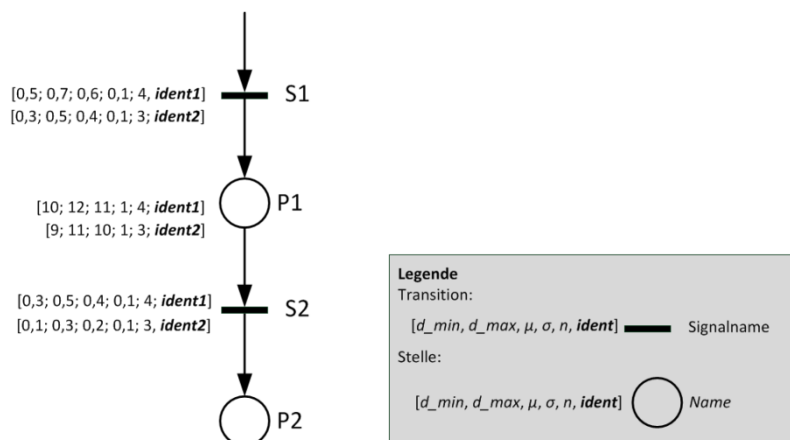 [0,5; 0,7; 0,6; 0,1; 4, ident1]
S1
[0,3; 0,5; 0,4; 0,1; 3; ident2]
[10; 12; 11; 1; 4; ident1]
P1
[9; 11; 10; 1; 3; ident2]
[0,3; 0,5; 0,4; 0,1; 4; ident1]
S2
[0,1; 0,3; 0,2; 0,1; 3, ident2]
P2
Legende
Transition:
[d_min, d_max, μ, σ, n, ident] Signalname
Stelle:
[d_min, d_max, μ, σ, n, ident] Name